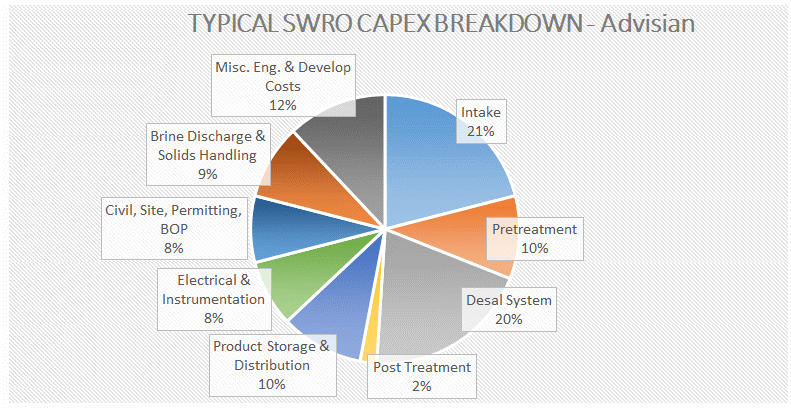 TYPICAL SWRO CAPEX BREAKDOWN - Advisian
Misc. Eng. & Develop
Costs
12%
Intake
21%
Brine Discharge &
Solids Handling
9%
Civil, Site, Permitting,
BOP
8%
Pretreatment
10%
Electrical &
Instrumentation
8%
Desal System
20%
Product Storage &
Distribution
10%
Post Treatment
2%